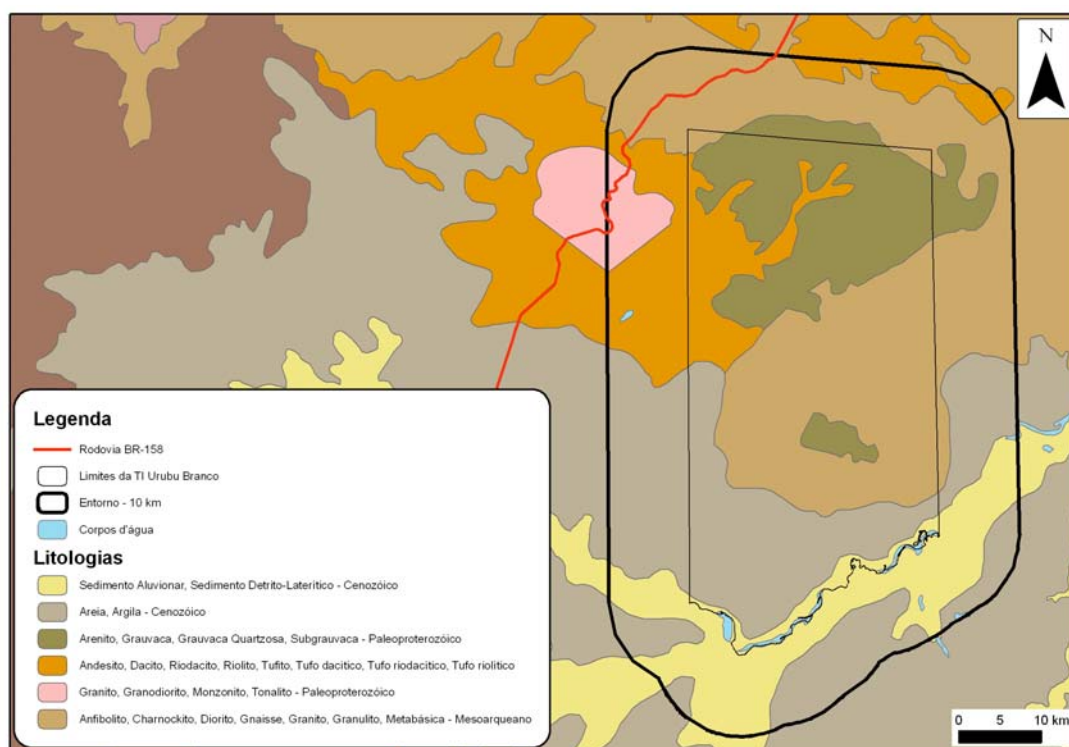 N
Legenda
Rodovia BR-158
Limites da TI Urubu Branco
Entorno - 10 km
Corpos d'água
Litologias
Sedimento Aluvionar, Sedimento Detrito-Laterítico - Cenozóico
Areia, Argila - Cenozóico
Arenito, Grauvaca, Grauvaca Quartzosa, Subgrauvaca - Paleoproterozóico
Andesito, Dacito, Riodacito, Riolito, Tufito, Tufo dacítico, Tufo riodacítico, Tufo riolítico
Granito, Granodiorito, Monzonito, Tonalito - Paleoproterozóico
Anfibolito, Charnockito, Diorito, Gnaisse, Granito, Granulito, Metabásica - Mesoarqueano
0 5 10 km